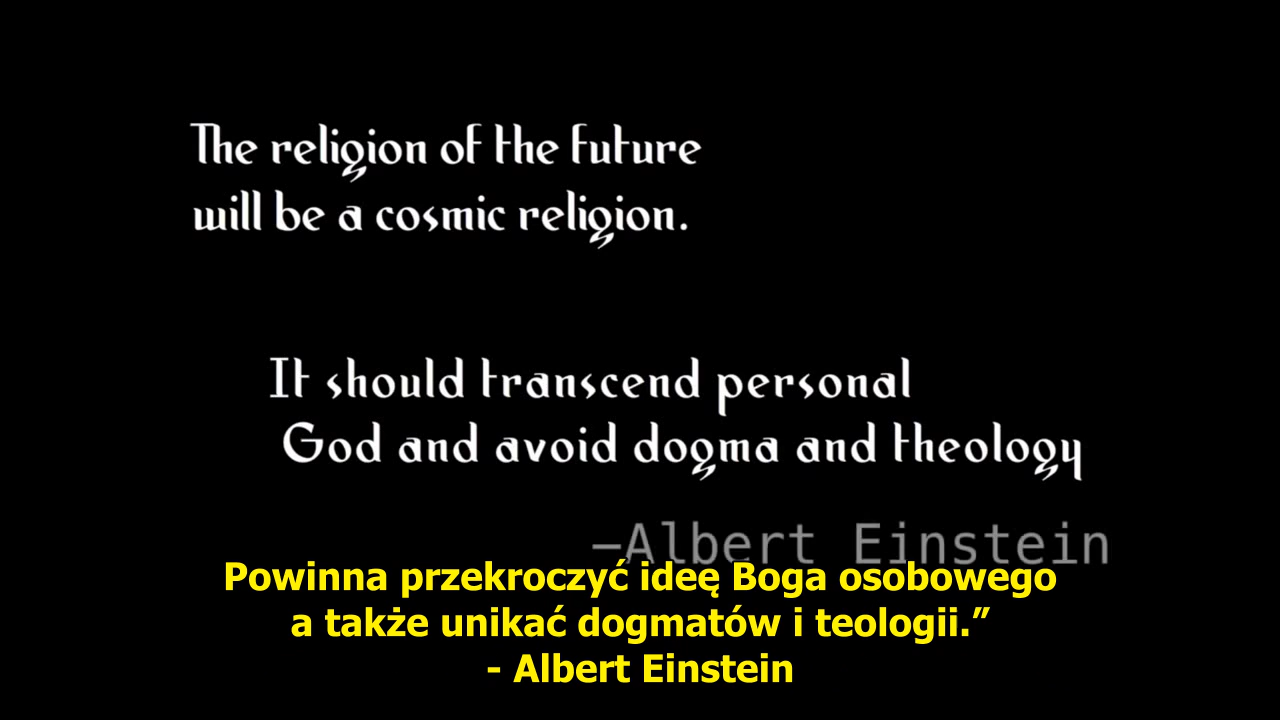 The religion of the future
will be a cosmic religion.
It should transcend personal
God and avoid dogma and theology
—Albert Einstein
Powinna przekroczyć ideę Boga osobowego
a także unikać dogmatów i teologii.”
- Albert Einstein